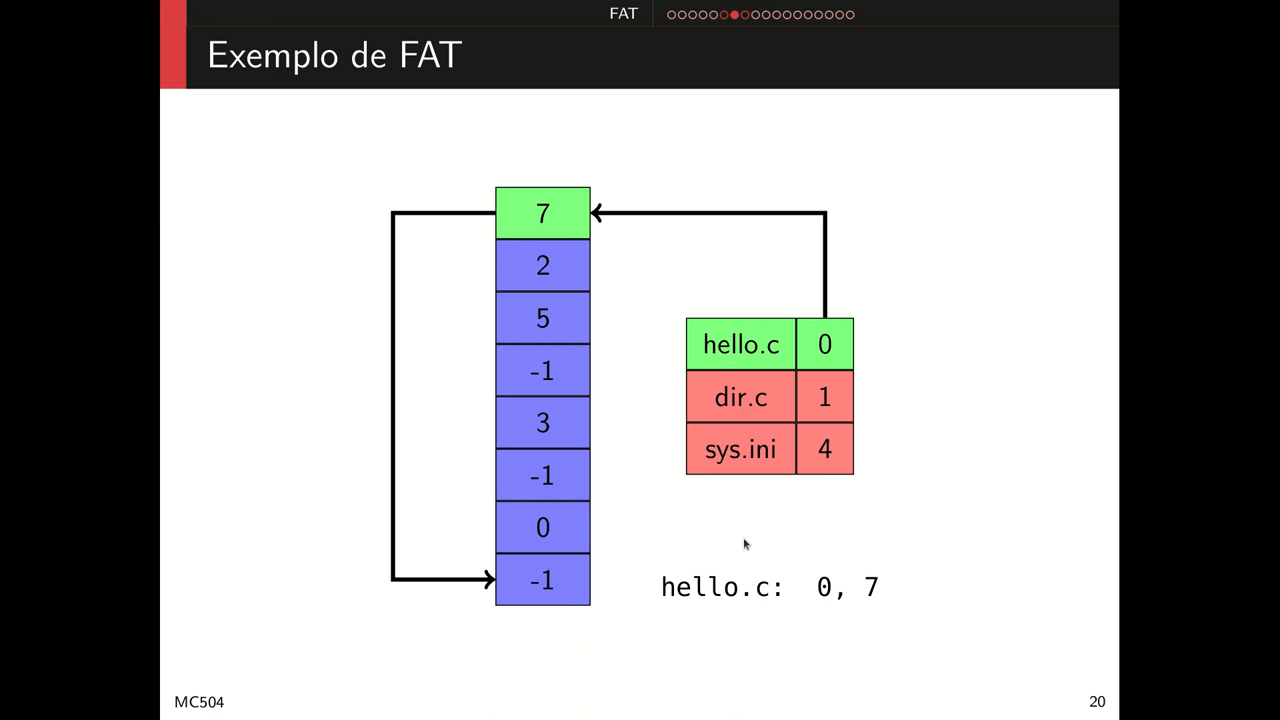 FAT
Exemplo de FAT
7
2
5
-1
3
-1
0
-1
hello.c 0
dir.c 1
sys.ini 4
hello.c: 0, 7
MC504 20